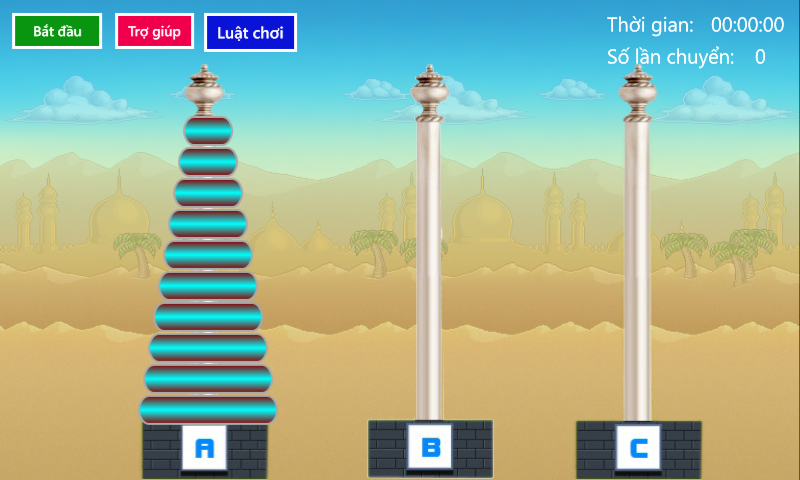 Bắt đầu
Trợ giúp
Luật chơi
Thời gian: 00:00:00
Số lần chuyển: 0
A
B
C